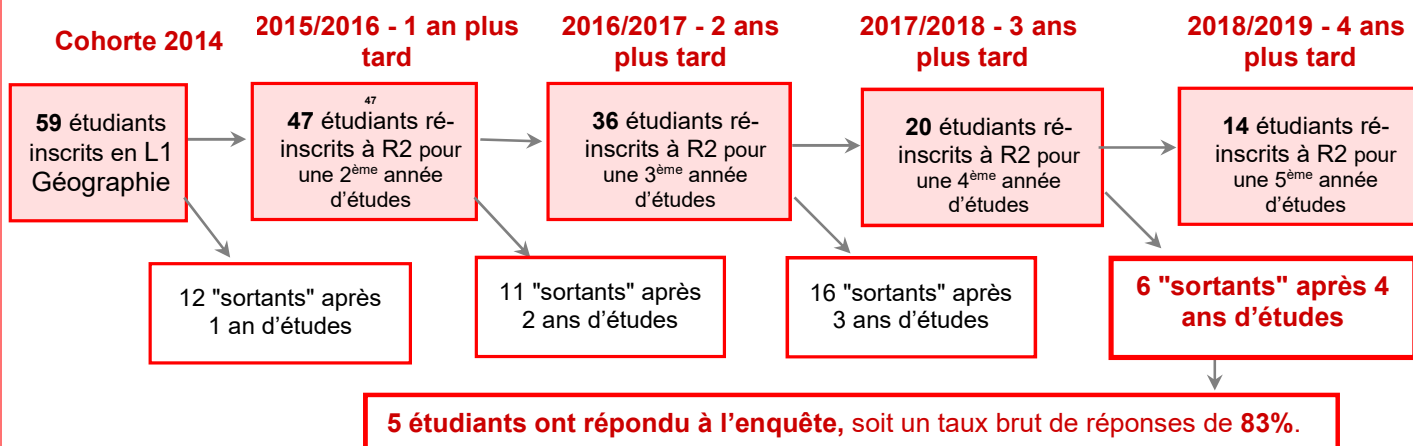 Cohorte 2014
2015/2016 - 1 an plus
tard
2016/2017 - 2 ans
plus tard
2017/2018 - 3 ans
plus tard
2018/2019 - 4 ans
plus tard
59 étudiants
inscrits en L1
Géographie
47
47 étudiants ré-
inscrits à R2 pour
une 2ème année
d'études
36 étudiants ré-
inscrits à R2 pour
une 3ème année
d'études
20 étudiants ré-
inscrits à R2 pour
une 4ème année
d'études
14 étudiants ré-
inscrits à R2 pour
une 5ème année
d'études
12 "sortants" après
1 an d'études
11 "sortants" après
2 ans d'études
16 "sortants" après
3 ans d'études
6 "sortants" après 4
ans d'études
5 étudiants ont répondu à l'enquête, soit un taux brut de réponses de 83%.